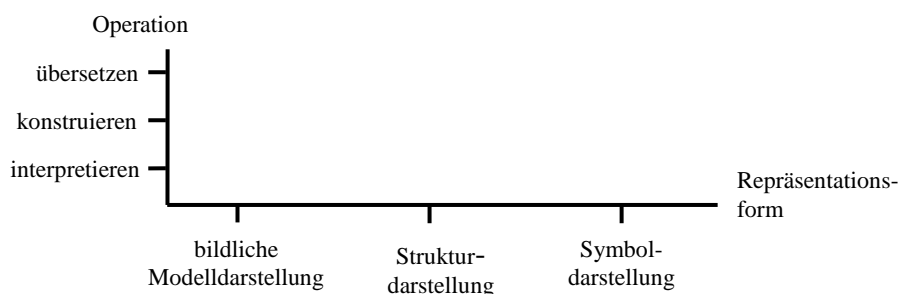 Operation
übersetzen
konstruieren
interpretieren
Repräsentations-
form
bildliche
Modelldarstellung
Struktur-
darstellung
Symbol-
darstellung